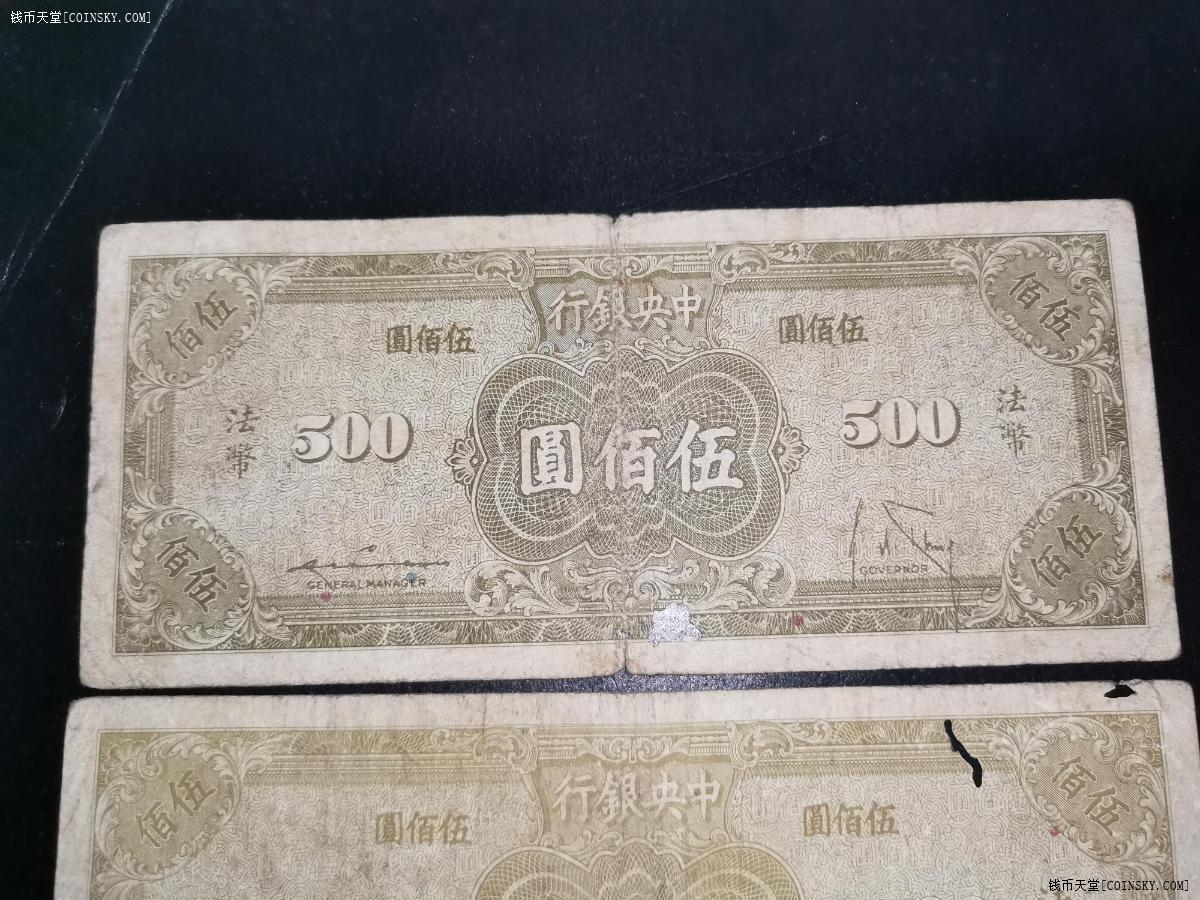 钱币天堂[COINSKY.COM]
行銀央中
圓佰伍
圓佰伍
佰伍
佰伍
法幣
500
圓佰伍
500
法幣
佰伍
佰伍
GENERAL MANAGER
GOVERNOR
行銀央中
圓佰伍
圓佰伍
佰伍
佰伍
钱币天堂[COINSKY.COM]